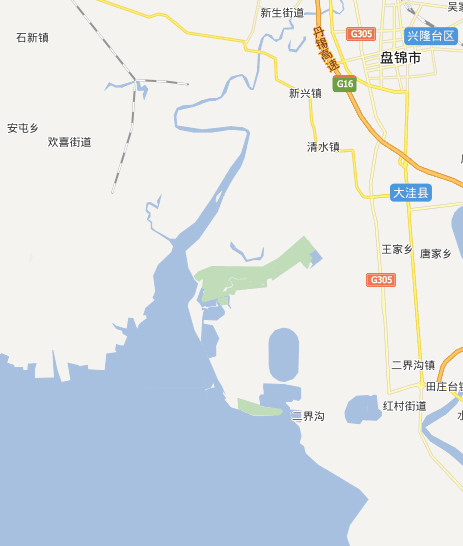 新生街道
吴家
石新镇
G305
兴隆台区
丹锡高速
盘锦市
G16
新兴镇
安屯乡
欢喜街道
清水镇
大洼县
王家乡
唐家乡
G305
二界沟镇
田庄台镇
红村街道
二界沟